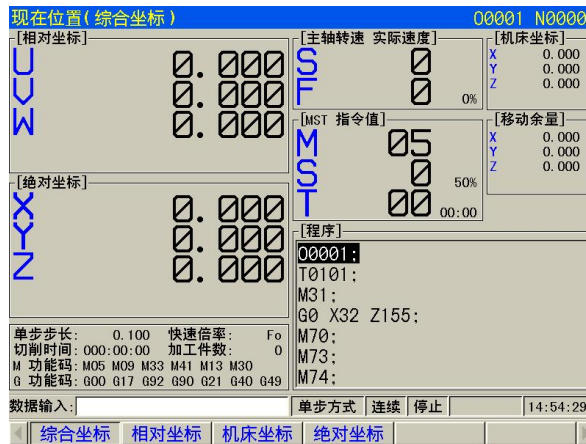 现在位置(综合坐标) O0001 N0000
[相对坐标]
U 0.000
V 0.000
W 0.000
[绝对坐标]
X 0.000
Y 0.000
Z 0.000
单步步长: 0.100 快速倍率: Fo
切削时间: 000:00:00 加工件数: 0
M 功能码: M05 M09 M33 M41 M13 M30
G 功能码: G00 G17 G92 G90 G21 G40 G49
[主轴转速 实际速度]
S 0
F 0 0%
[机床坐标]
X 0.000
Y 0.000
Z 0.000
[MST 指令值]
M 05
S 0 50%
T 00 00:00
[移动余量]
X 0.000
Y 0.000
Z 0.000
[程序]
O0001;
T0101;
M31;
G0 X32 Z155;
M70;
M73;
M74;
数据输入: 单步方式 连续 停止 14:54:29
综合坐标 相对坐标 机床坐标 绝对坐标